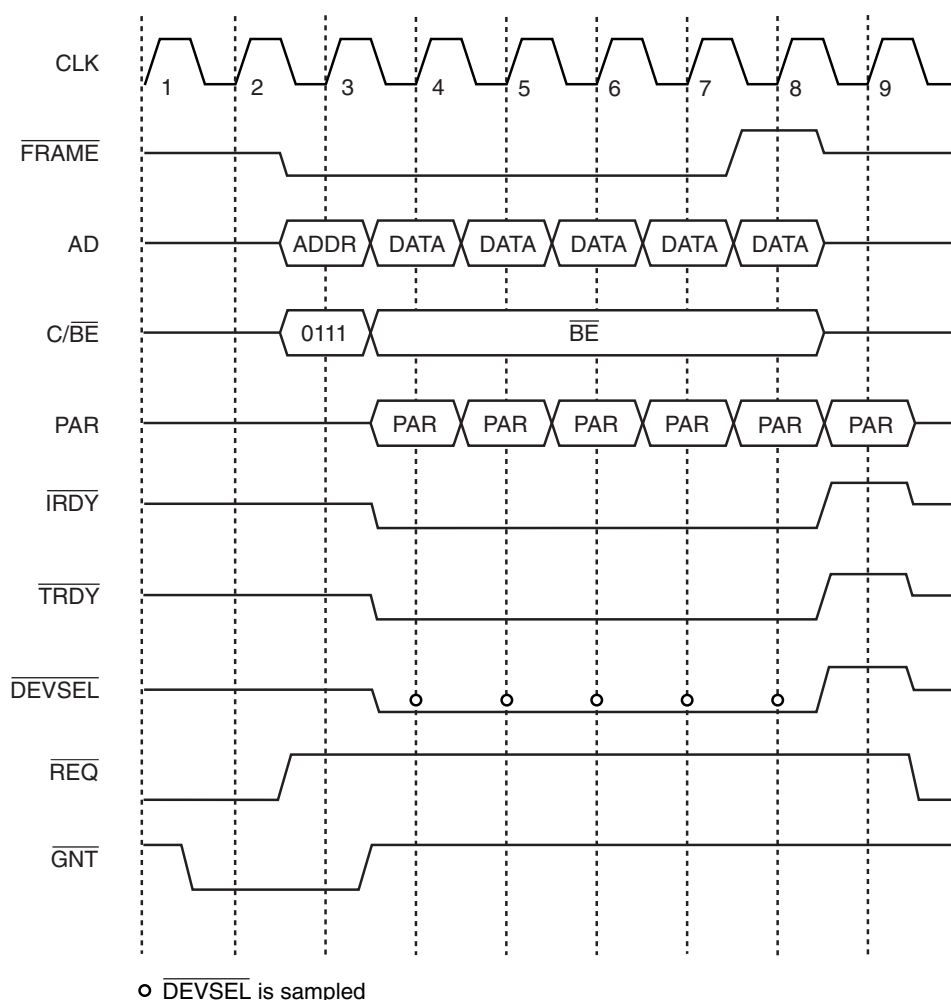 CLK
1 2 3 4 5 6 7 8 9
FRAME
AD ADDR DATA DATA DATA DATA DATA
C/BE 0111 BE
PAR PAR PAR PAR PAR PAR PAR
IRDY
TRDY
DEVSEL
REQ
GNT
DEVSEL is sampled